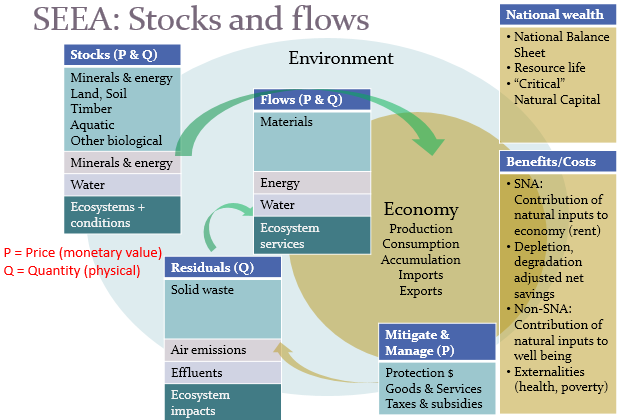 SEEA: Stocks and flows
Stocks (P & Q)
Minerals & energy
Land, Soil
Timber
Aquatic
Other biological
Minerals & energy
Water
Ecosystems +
conditions
P = Price (monetary value)
Q = Quantity (physical)
Environment
Flows (P & Q)
Materials
Energy
Water
Ecosystem
services
Residuals (Q)
Solid waste
Air emissions
Effluents
Ecosystem
impacts
Economy
Production
Consumption
Accumulation
Imports
Exports
Mitigate &
Manage (P)
Protection $
Goods & Services
Taxes & subsidies
National wealth
• National Balance
Sheet
• Resource life
• “Critical”
Natural Capital
Benefits/Costs
• SNA:
Contribution of
natural inputs to
economy (rent)
• Depletion,
degradation
adjusted net
savings
• Non-SNA:
Contribution of
natural inputs to
well being
• Externalities
(health, poverty)